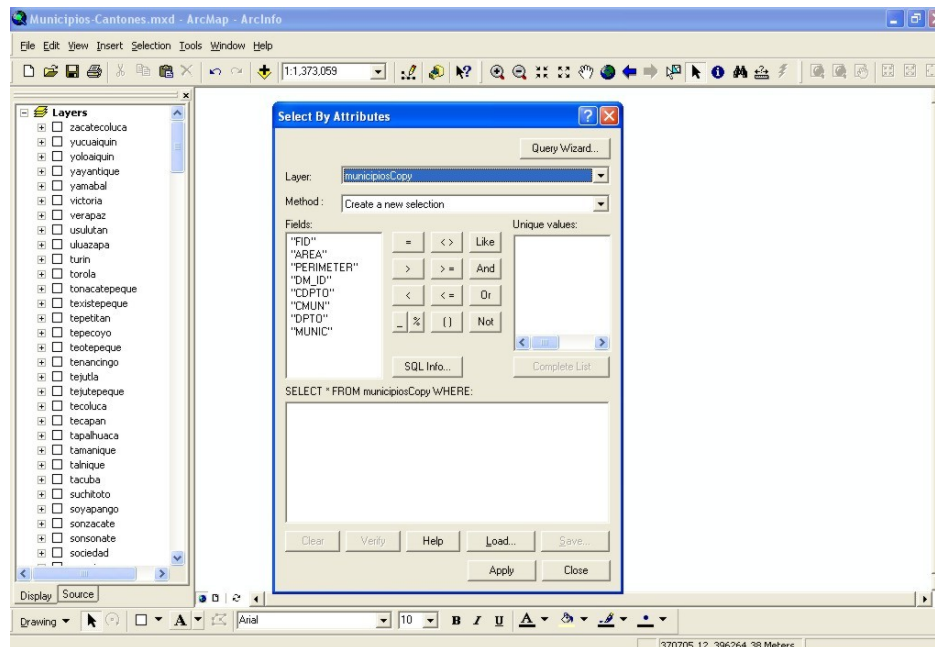 Municipios-Cantones.mxd - ArcMap - ArcInfo
File Edit View Insert Selection Tools Window Help
1:1,373,059
Layers
zacatecoluca
yucuaiquin
yoloaiquin
yayantique
yamabal
victoria
verapaz
usulutan
uluazapa
turin
torola
tonacatepeque
texistepeque
tepetitan
tepecoyo
teotepeque
tenancingo
tejutla
tejutepeque
tecoluca
tecapan
tapalhuaca
tamanique
talnique
tacuba
suchitoto
soyapango
sonzacate
sonsonate
sociedad
Display Source
Select By Attributes
Query Wizard...
Layer: municipiosCopy
Method : Create a new selection
Fields: Unique values:
"FID"
"AREA"
"PERIMETER"
"DM_ID"
"CDPTO"
"CMUN"
"DPTO"
"MUNIC"
= < > Like
> > = And
< < = Or
_ % ( ) Not
SQL Info... Complete List
SELECT * FROM municipiosCopy WHERE:
Clear Verify Help Load... Save...
Apply Close
Drawing A Arial 10 B I U A
370705.12 396264.38 Meters